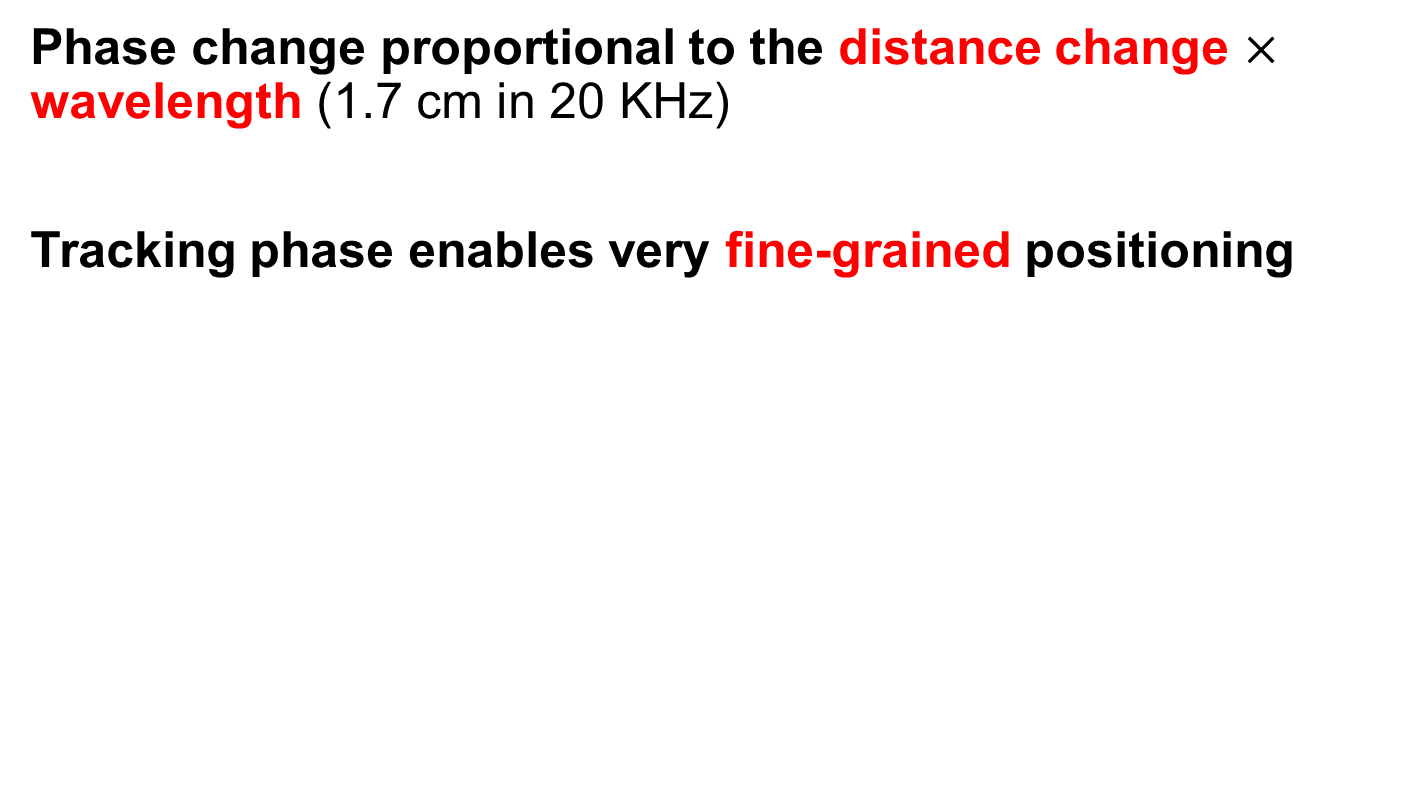 Phase change proportional to the distance change ×
wavelength (1.7 cm in 20 KHz)
Tracking phase enables very fine-grained positioning